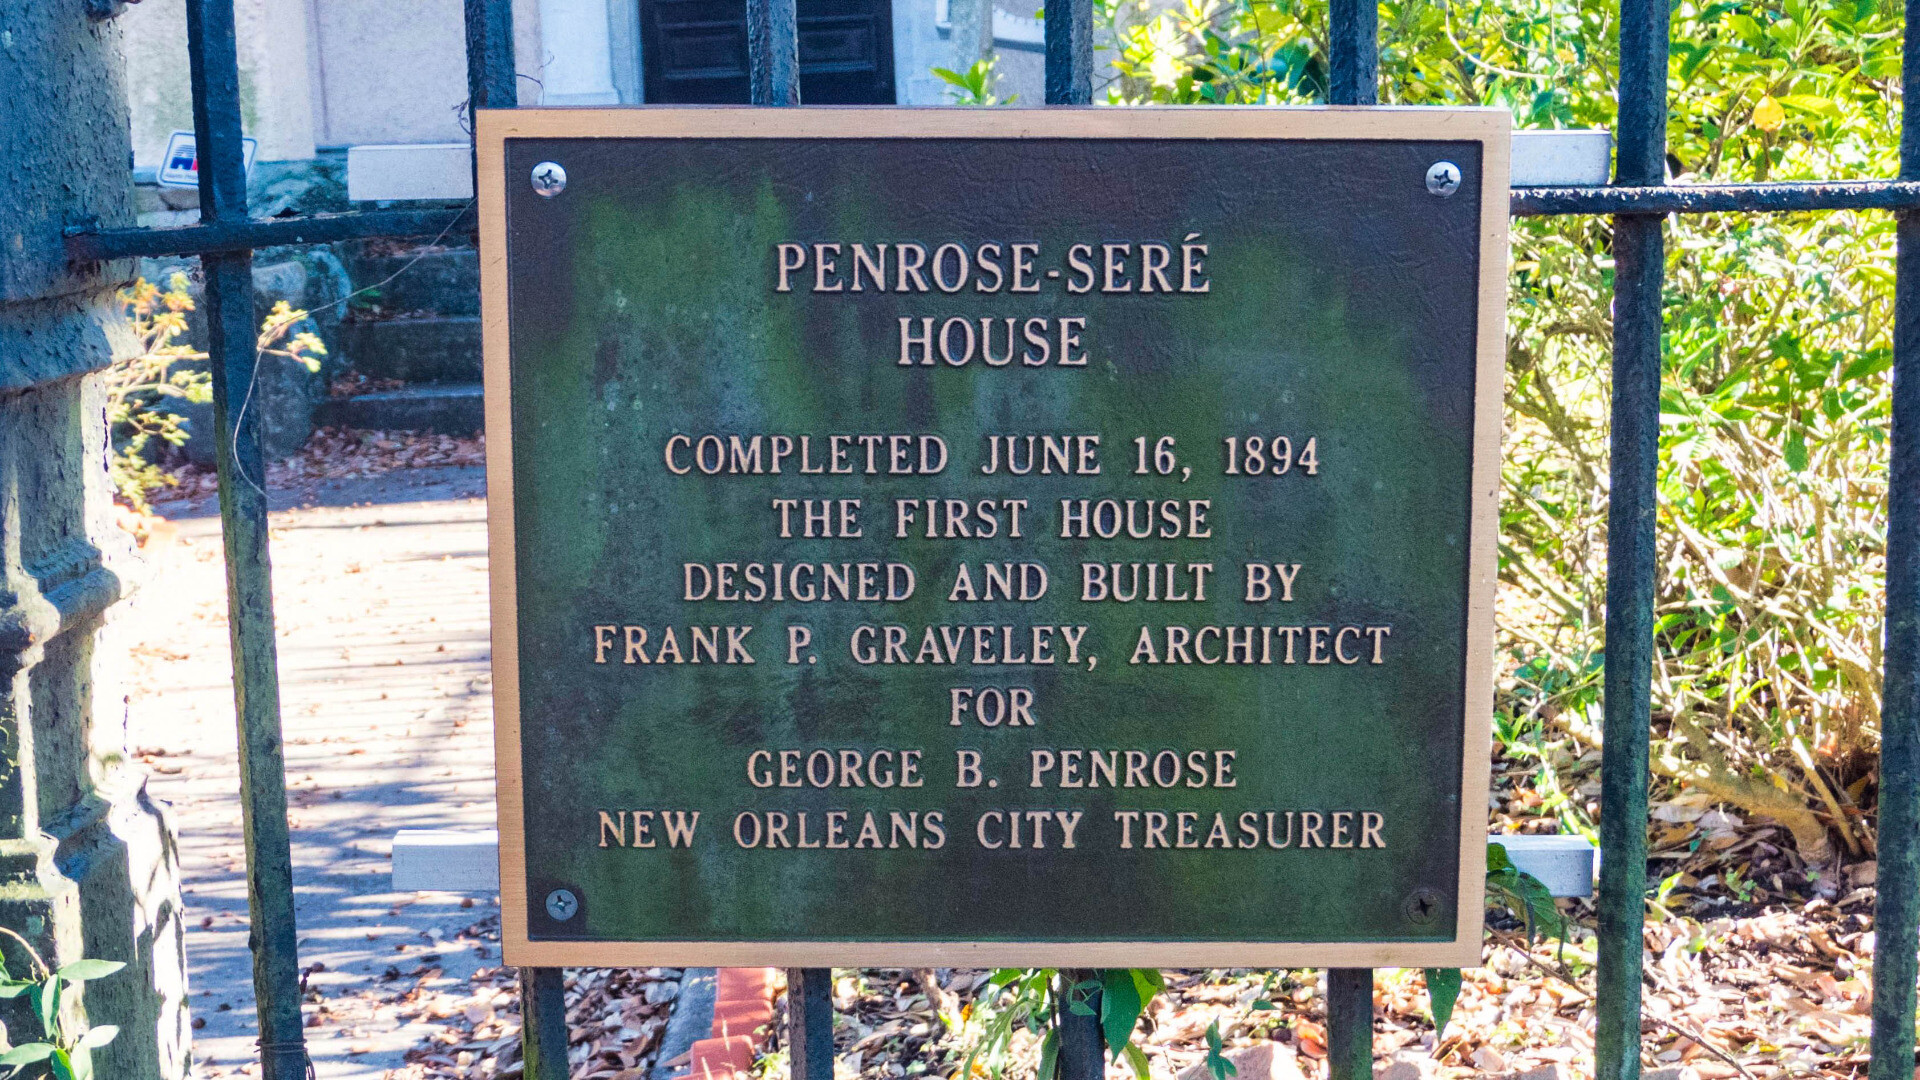 PENROSE-SERÉ
HOUSE
COMPLETED JUNE 16, 1894
THE FIRST HOUSE
DESIGNED AND BUILT BY
FRANK P. GRAVELEY, ARCHITECT
FOR
GEORGE B. PENROSE
NEW ORLEANS CITY TREASURER